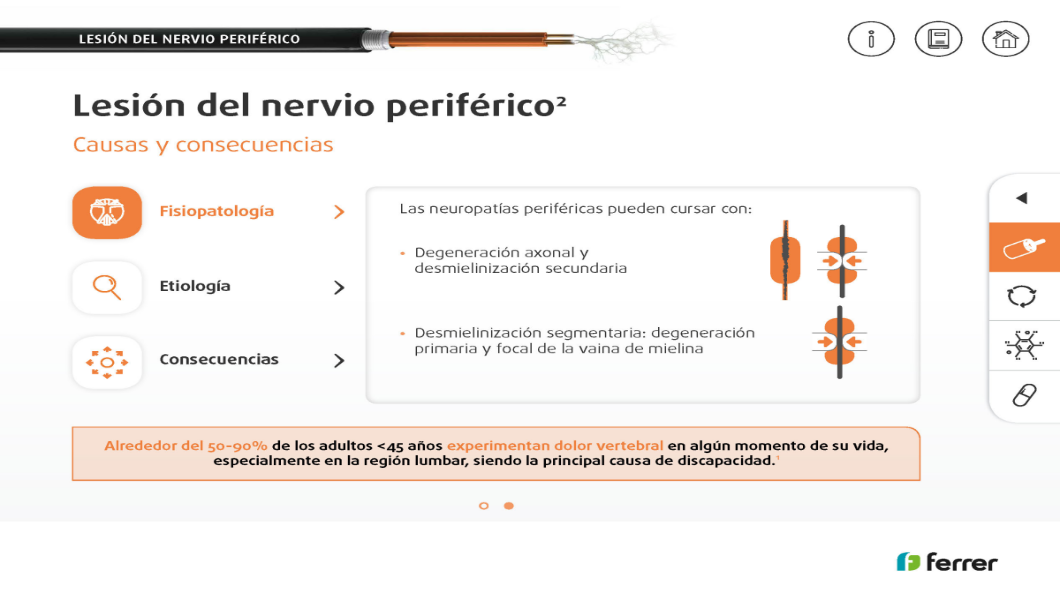 LESIÓN DEL NERVIO PERIFÉRICO
Lesión del nervio periférico²
Causas y consecuencias
Fisiopatología
Etiología
Consecuencias
Las neuropatías periféricas pueden cursar con:
• Degeneración axonal y
desmielinización secundaria
• Desmielinización segmentaria: degeneración
primaria y focal de la vaina de mielina
Alrededor del 50-90% de los adultos <45 años experimentan dolor vertebral en algún momento de su vida,
especialmente en la región lumbar, siendo la principal causa de discapacidad.¹
ferrer